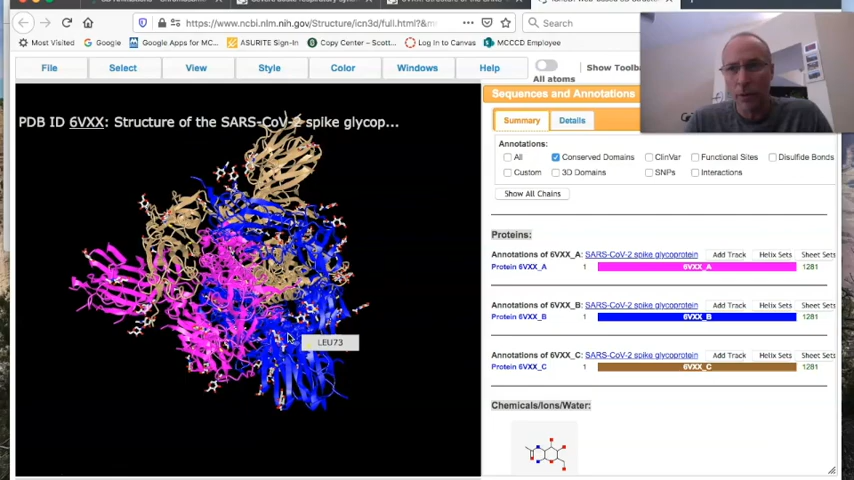 https://www.ncbi.nlm.nih.gov/Structure/icn3d/full.html?&m
Search
Most Visited
Google
Google Apps for MC...
ASURITE Sign-In
Copy Center – Scott...
Log In to Canvas
MCCCD Employee
File Select View Style Color Windows Help
All atoms
Show Toolba
PDB ID 6VXX: Structure of the SARS-CoV-2 spike glycop...
LEU73
Sequences and Annotations
Summary Details
Annotations:
All Conserved Domains ClinVar Functional Sites Disulfide Bonds
Custom 3D Domains SNPs Interactions
Show All Chains
Proteins:
Annotations of 6VXX_A: SARS-CoV-2 spike glycoprotein Add Track Helix Sets Sheet Sets
Protein 6VXX_A 1 6VXX_A 1281
Annotations of 6VXX_B: SARS-CoV-2 spike glycoprotein Add Track Helix Sets Sheet Sets
Protein 6VXX_B 1 6VXX_B 1281
Annotations of 6VXX_C: SARS-CoV-2 spike glycoprotein Add Track Helix Sets Sheet Sets
Protein 6VXX_C 1 6VXX_C 1281
Chemicals/Ions/Water: